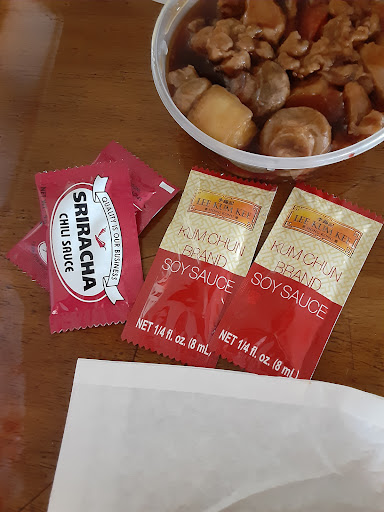 SRIRACHA
CHILI SAUCE
QUALITY IS OUR BUSINESS!
LEE KUM KEE
KUM CHUN
BRAND
SOY SAUCE
NET 1/4 fl. oz. (8 mL)
LEE KUM KEE
KUM CHUN
BRAND
SOY SAUCE
NET 1/4 fl. oz. (8 mL)